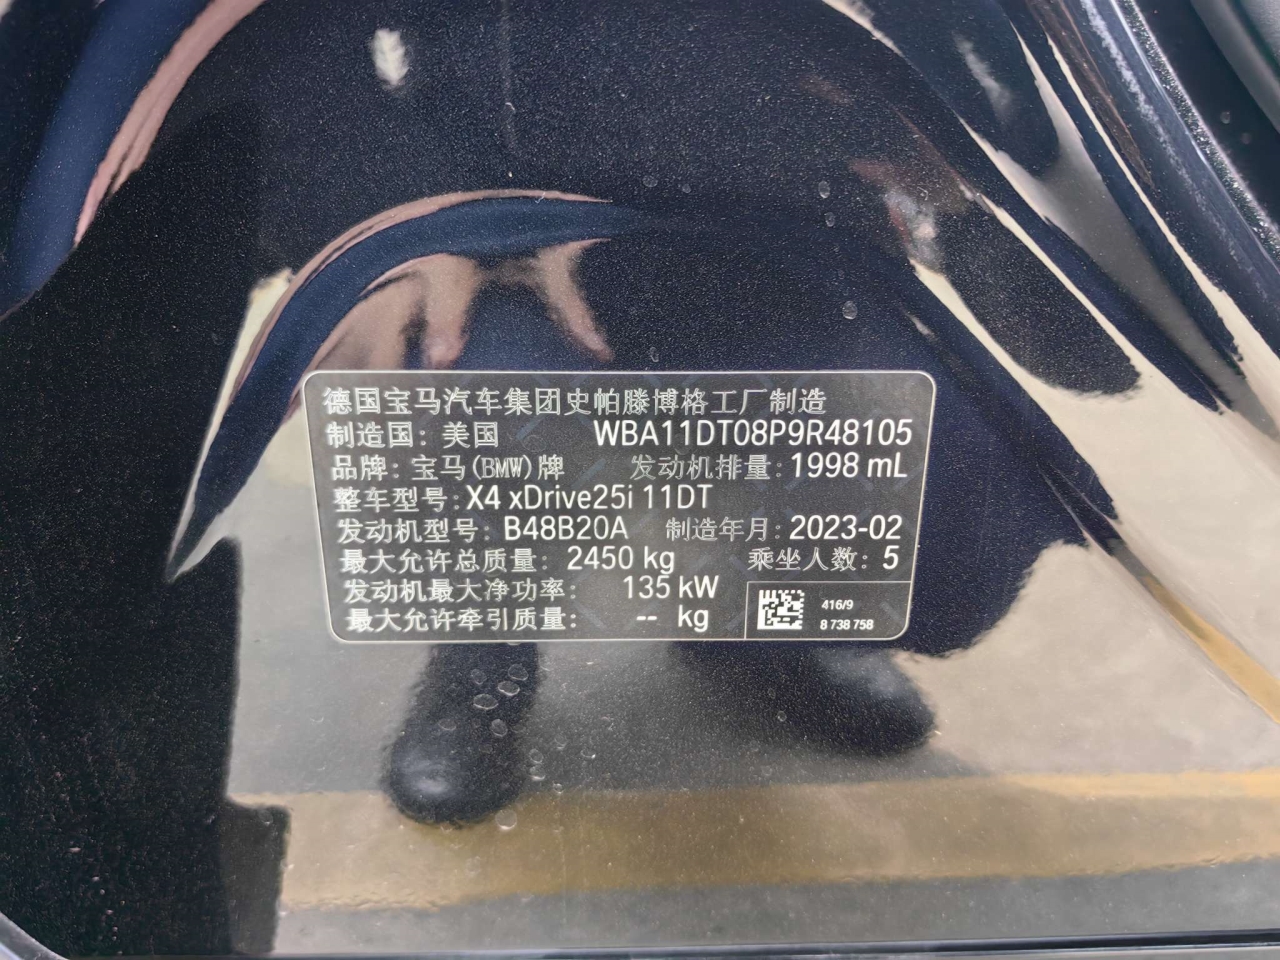 德国宝马汽车集团史帕滕博格工厂制造
制造国: 美国 WBA11DT08P9R48105
品牌: 宝马(BMW)牌 发动机排量: 1998 mL
整车型号: X4 xDrive25i 11DT
发动机型号: B48B20A 制造年月: 2023-02
最大允许总质量: 2450 kg 乘坐人数: 5
发动机最大净功率: 135 kW
最大允许牵引质量: -- kg
416/9
8 738 758